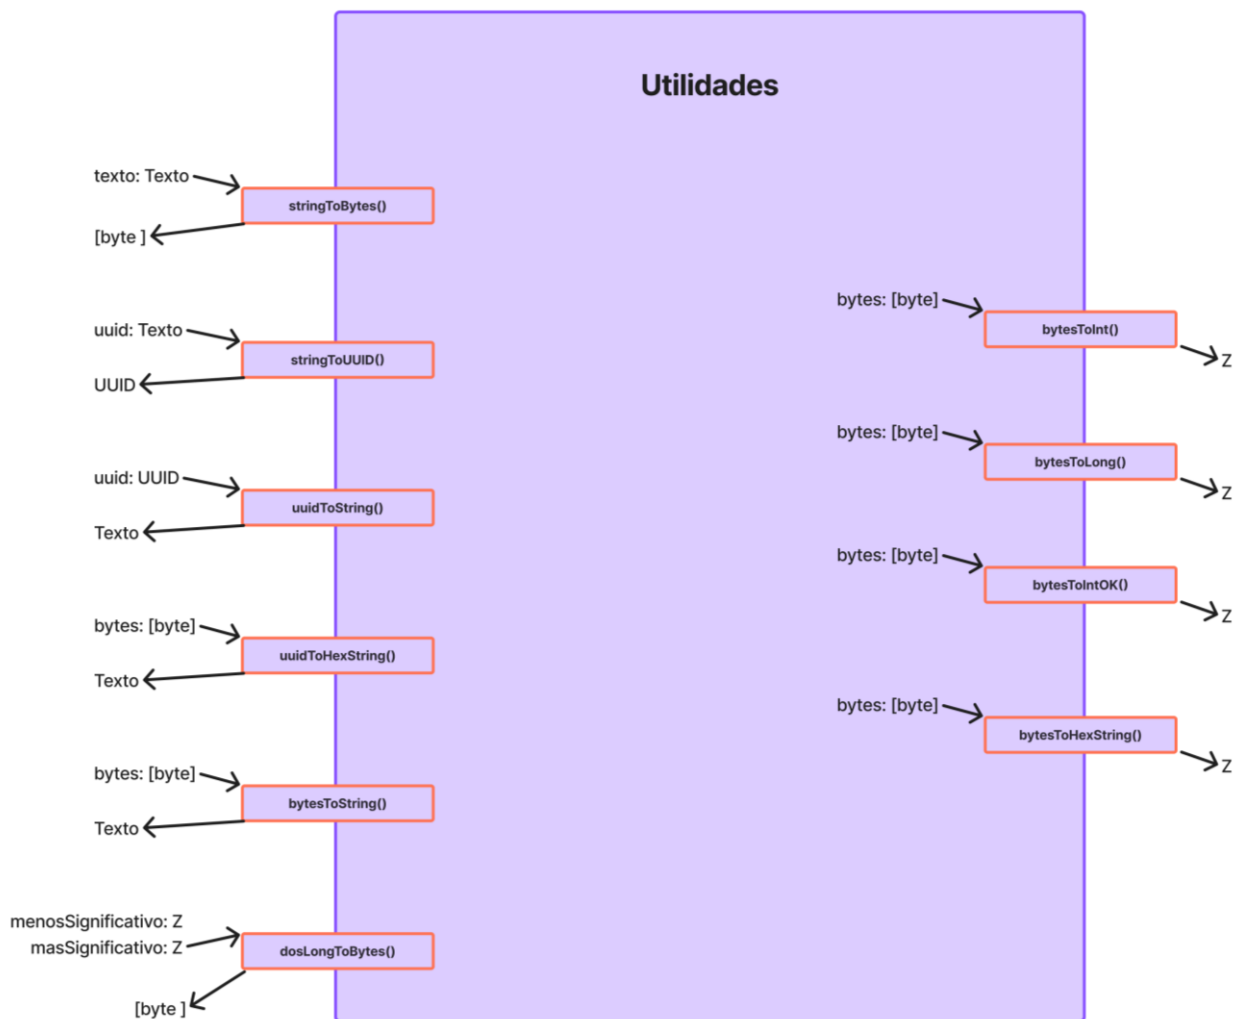 Utilidades
texto: Texto
stringToBytes()
[byte ]
uuid: Texto
stringToUUID()
UUID
uuid: UUID
uuidToString()
Texto
bytes: [byte]
uuidToHexString()
Texto
bytes: [byte]
bytesToString()
Texto
menosSignificativo: Z
masSignificativo: Z
dosLongToBytes()
[byte ]
bytes: [byte]
bytesToInt()
Z
bytes: [byte]
bytesToLong()
Z
bytes: [byte]
bytesToIntOK()
Z
bytes: [byte]
bytesToHexString()
Z